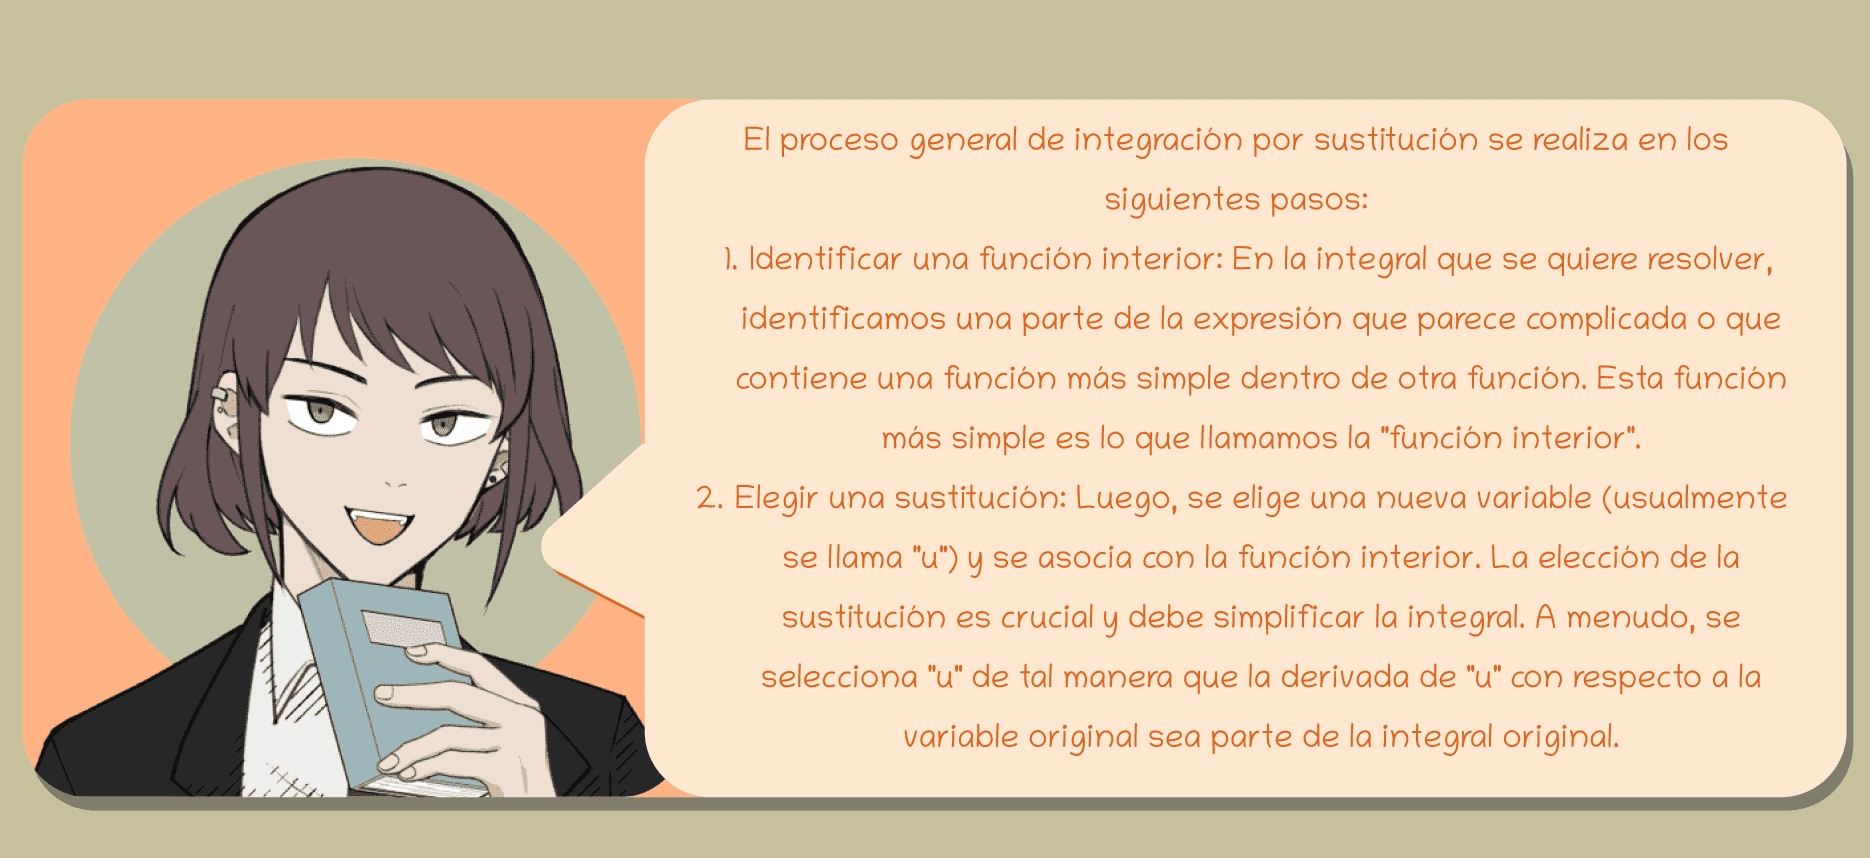 El proceso general de integración por sustitución se realiza en los
siguientes pasos:
1. Identificar una función interior: En la integral que se quiere resolver,
identificamos una parte de la expresión que parece complicada o que
contiene una función más simple dentro de otra función. Esta función
más simple es lo que llamamos la "función interior".
2. Elegir una sustitución: Luego, se elige una nueva variable (usualmente
se llama "u") y se asocia con la función interior. La elección de la
sustitución es crucial y debe simplificar la integral. A menudo, se
selecciona "u" de tal manera que la derivada de "u" con respecto a la
variable original sea parte de la integral original.